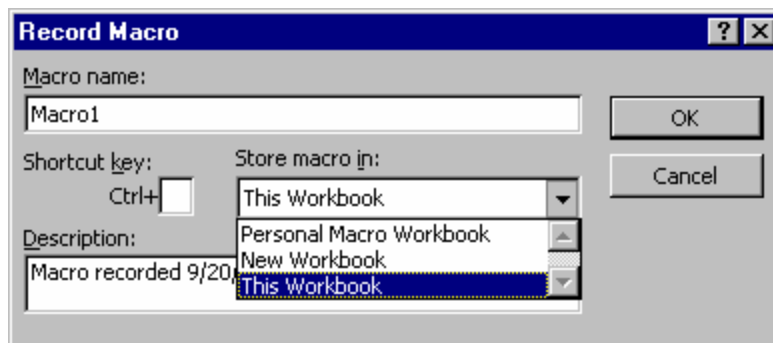 Record Macro
Macro name:
Macro1
OK
Shortcut key:
Store macro in:
Ctrl+
This Workbook
Cancel
Description:
Personal Macro Workbook
New Workbook
This Workbook
Macro recorded 9/20